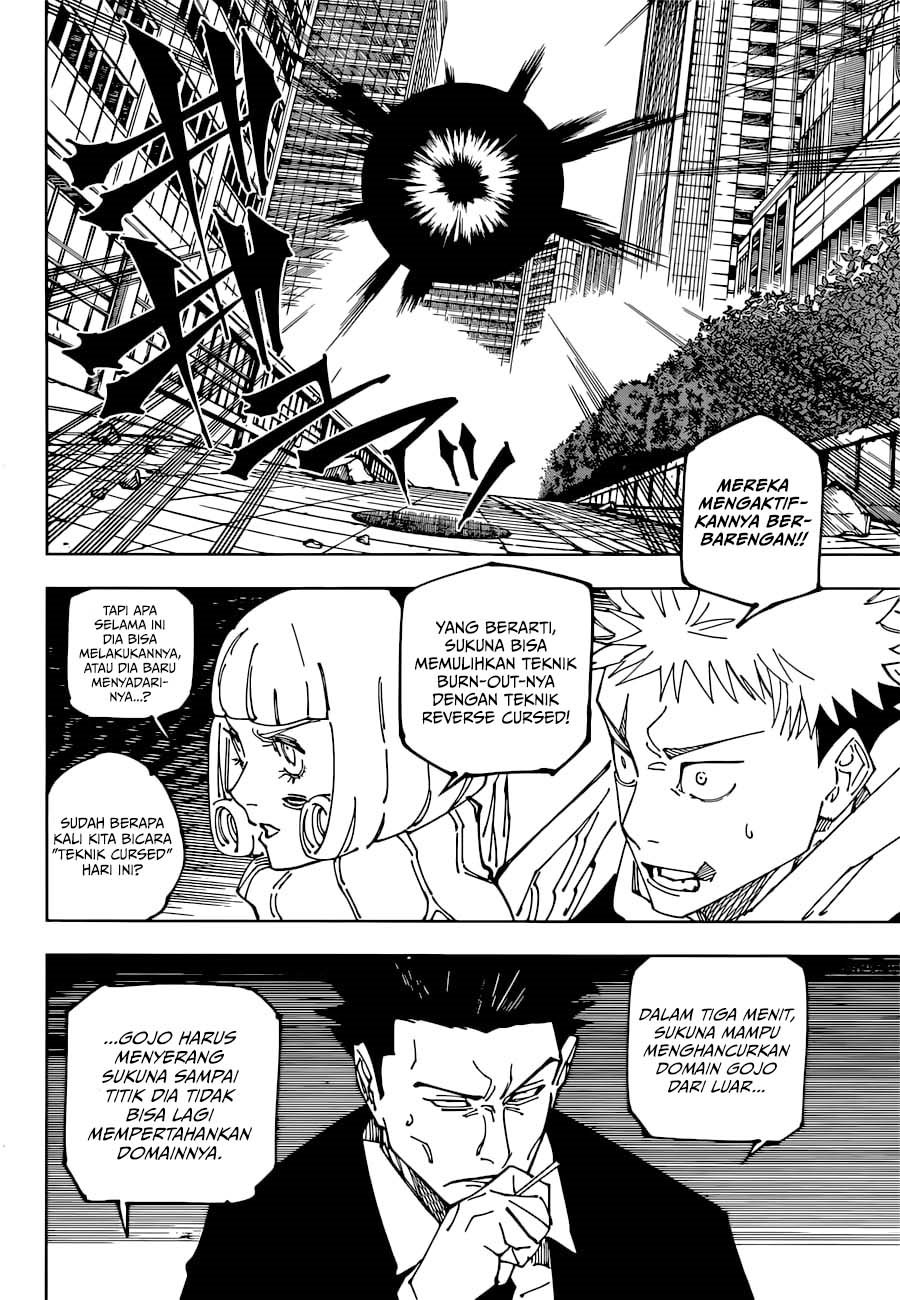 MEREKA
MENGAKTIF-
KANNYA BER-
BARENGAN!!
YANG BERARTI,
SUKUNA BISA
MEMULIHKAN TEKNIK
BURN-OUT-NYA
DENGAN TEKNIK
REVERSE CURSED!
TAPI APA
SELAMA INI
DIA BISA
MELAKUKANNYA,
ATAU DIA BARU
MENYADARI-
NYA...?
SUDAH BERAPA
KALI KITA BICARA
"TEKNIK CURSED"
HARI INI?
DALAM TIGA MENIT,
SUKUNA MAMPU
MENGHANCURKAN
DOMAIN GOJO
DARI LUAR...
...GOJO HARUS
MENYERANG
SUKUNA SAMPAI
TITIK DIA TIDAK
BISA LAGI
MEMPERTAHANKAN
DOMAINNYA.